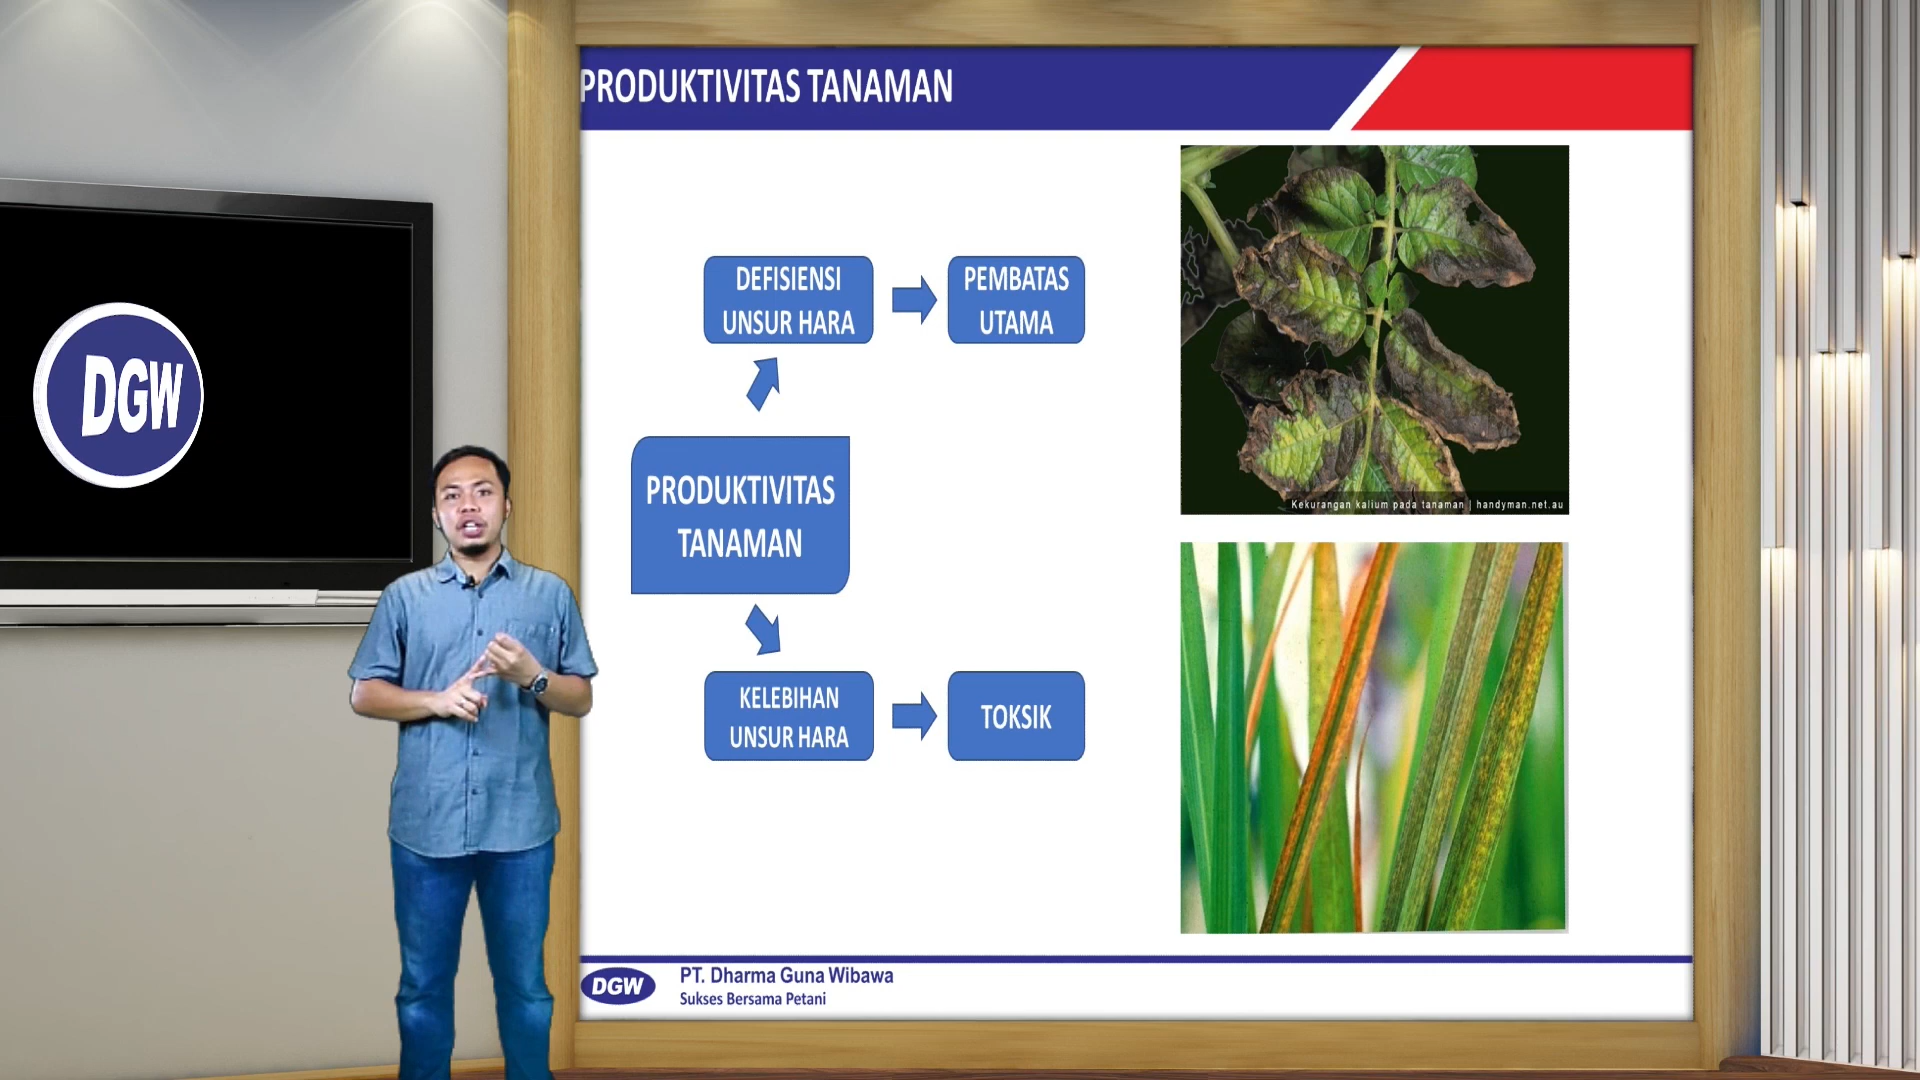 PRODUKTIVITAS TANAMAN
DGW
DEFISIENSI
UNSUR HARA
PEMBATAS
UTAMA
PRODUKTIVITAS
TANAMAN
KELEBIHAN
UNSUR HARA
TOKSIK
Kekurangan kalium pada tanaman | handyman.net.au
DGW
PT. Dharma Guna Wibawa
Sukses Bersama Petani